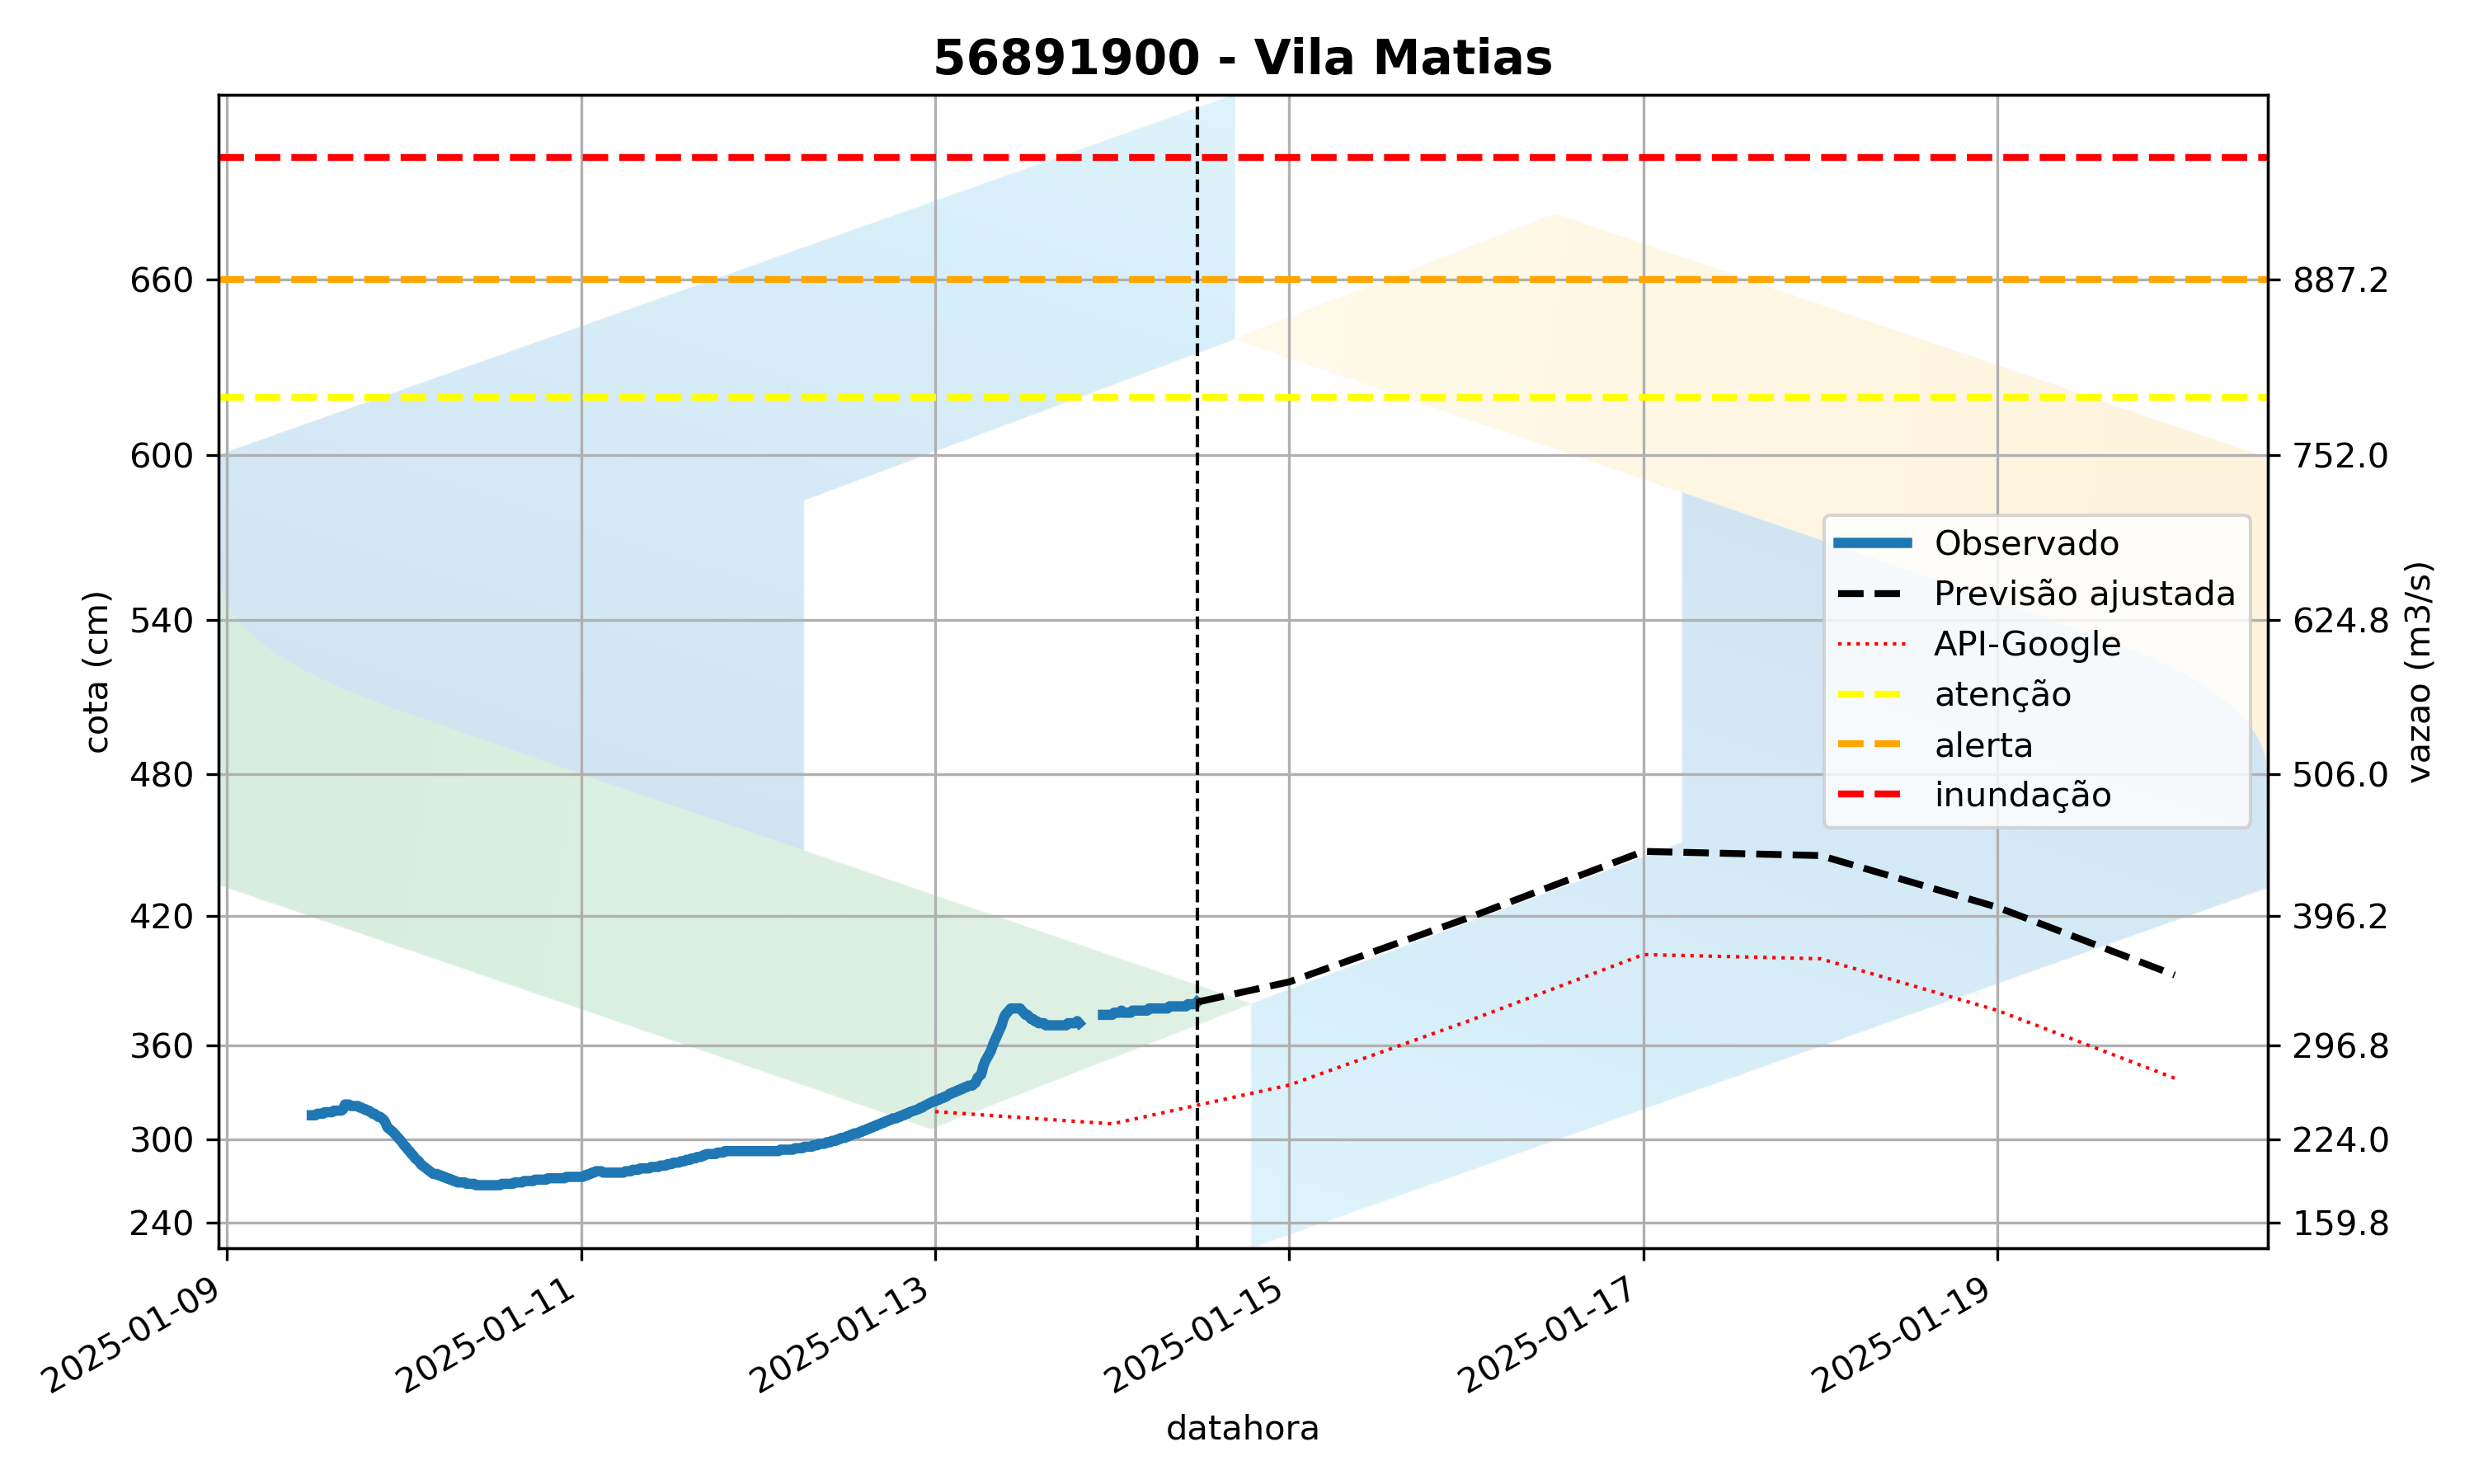 56891900 - Vila Matias
660
600
540
480
420
360
300
240
cota (cm)
887.2
752.0
624.8
506.0
396.2
296.8
224.0
159.8
vazao (m3/s)
Observado
Previsão ajustada
API-Google
atenção
alerta
inundação
2025-01-09
2025-01-11
2025-01-13
2025-01-15
2025-01-17
2025-01-19
datahora